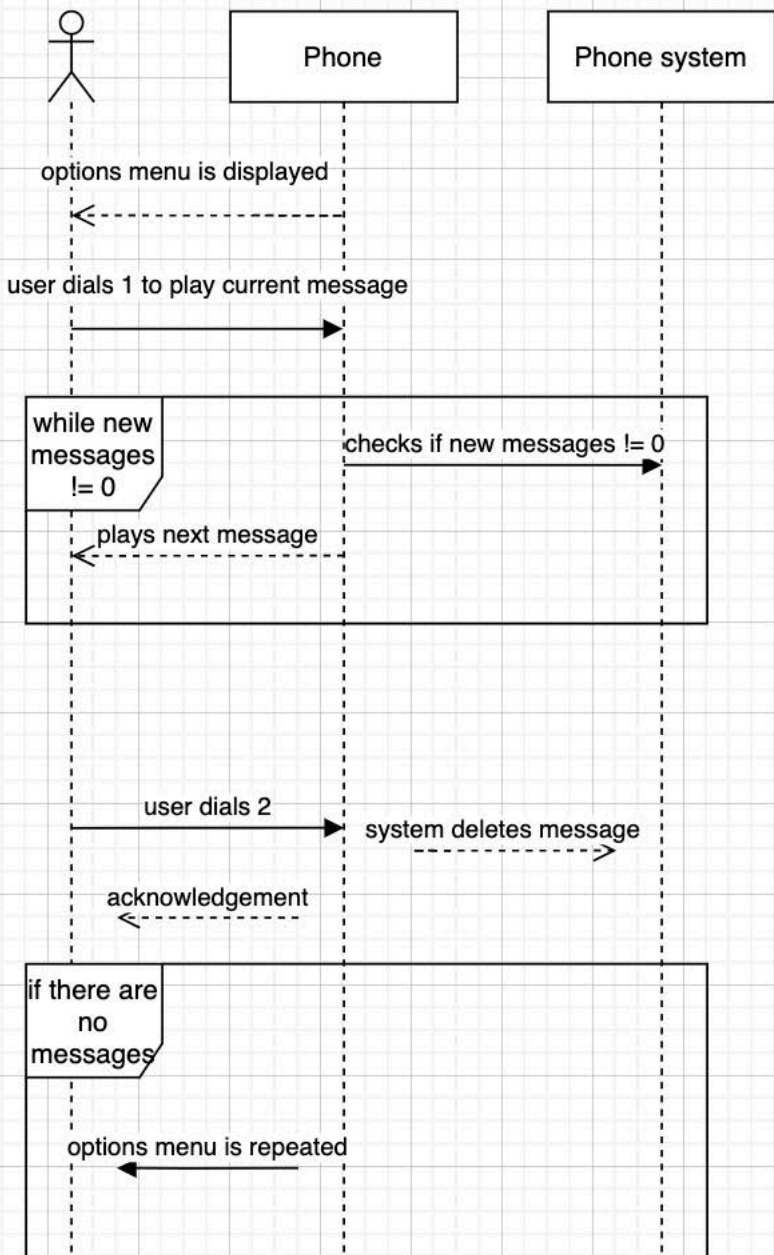 Phone
Phone system
options menu is displayed
user dials 1 to play current message
while new
messages
!= 0
checks if new messages != 0
plays next message
user dials 2
system deletes message
acknowledgement
if there are
no
messages
options menu is repeated